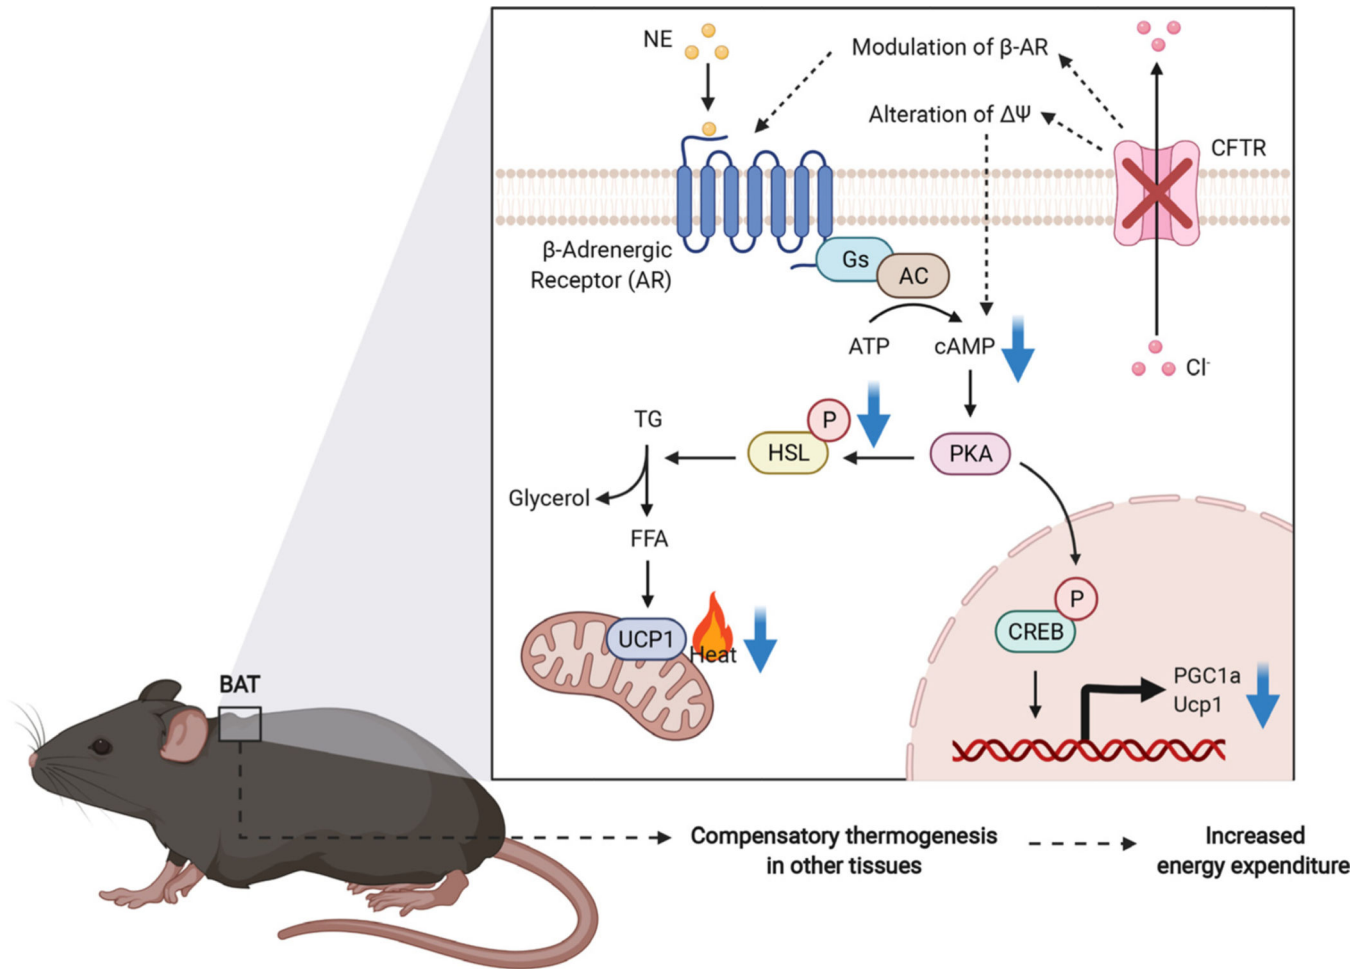 NE
Modulation of β-AR
Alteration of ΔΨ
CFTR
β-Adrenergic
Receptor (AR)
Gs
AC
ATP
cAMP
Cl⁻
TG
P
HSL
PKA
Glycerol
FFA
P
UCP1
CREB
Heat
PGC1a
Ucp1
BAT
Compensatory thermogenesis
in other tissues
Increased
energy expenditure